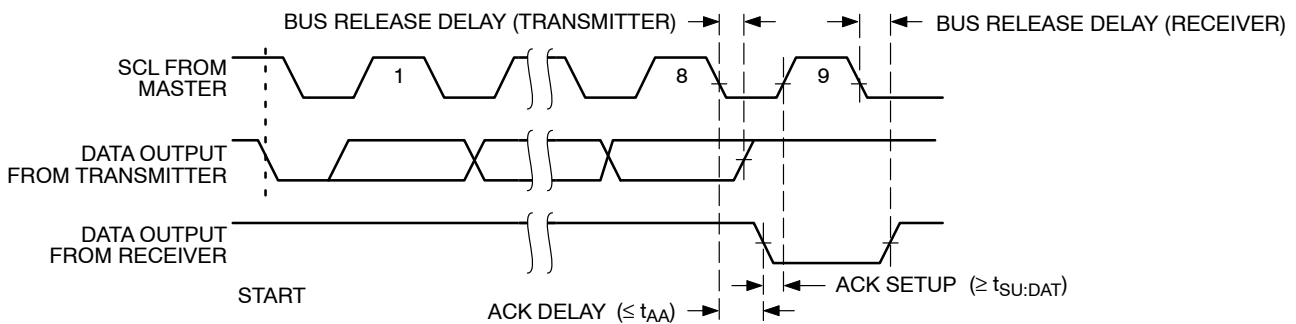 BUS RELEASE DELAY (TRANSMITTER)
BUS RELEASE DELAY (RECEIVER)
SCL FROM
MASTER
1
8
9
DATA OUTPUT
FROM TRANSMITTER
DATA OUTPUT
FROM RECEIVER
START
ACK SETUP (≥ tSU:DAT)
ACK DELAY (≤ tAA)